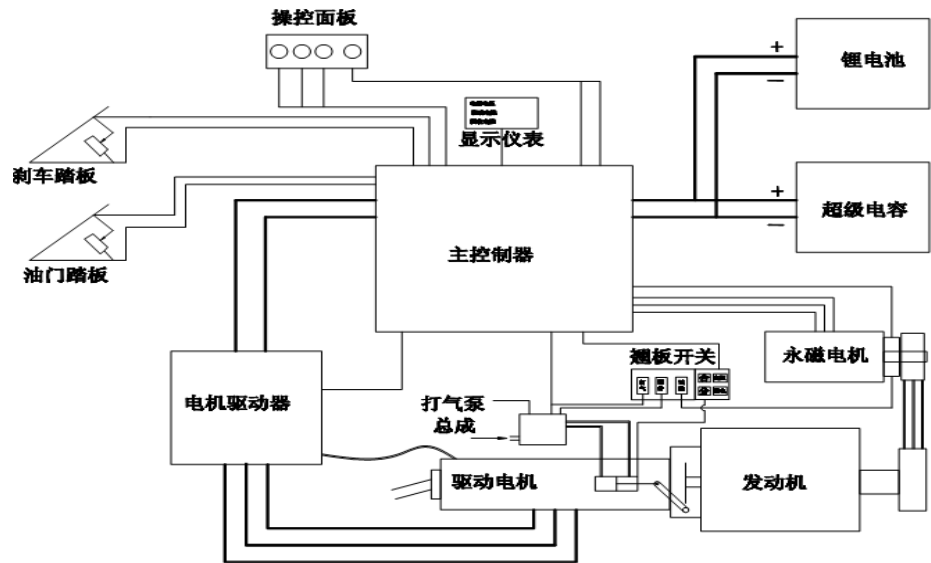 操控面板
+
锂电池
—
显示仪表
刹车踏板
+
超级电容
—
主控制器
油门踏板
永磁电机
翘板开关
电机驱动器
打气泵
总成
驱动电机
发动机